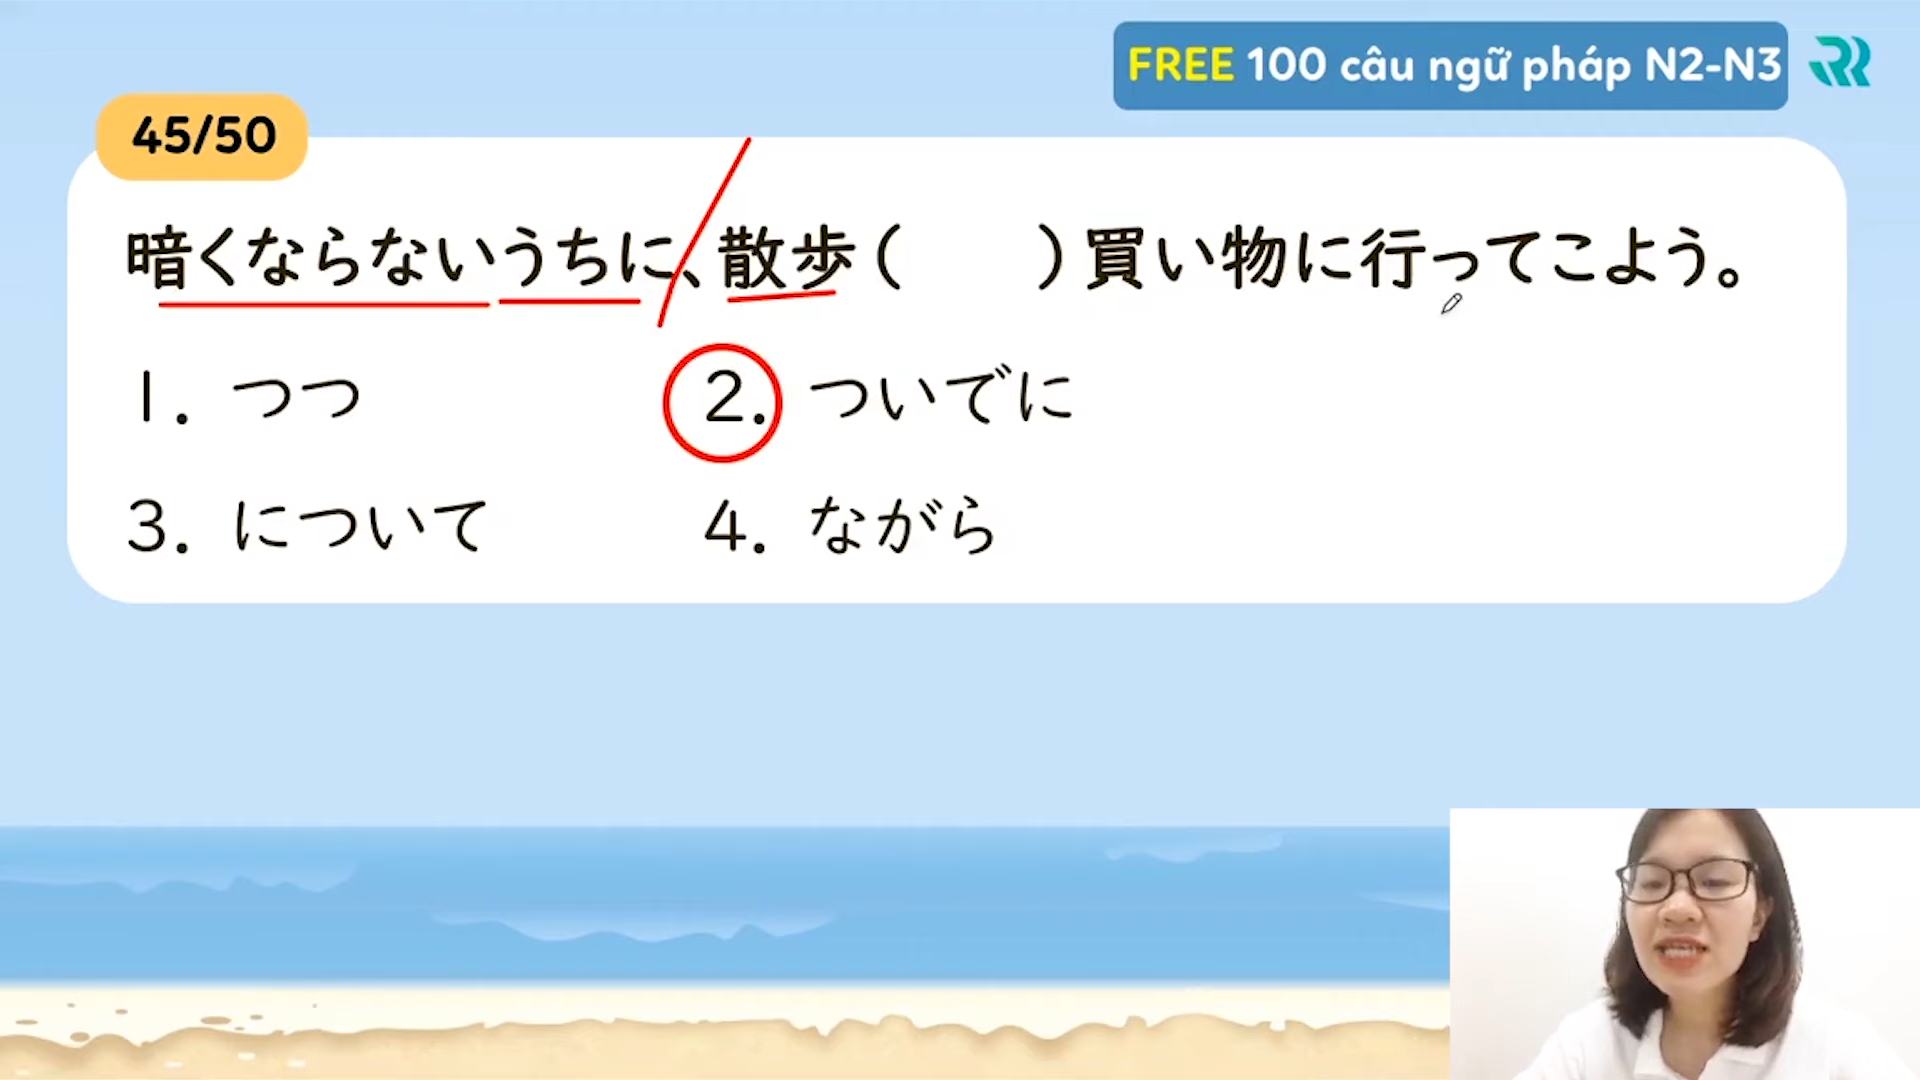 FREE 100 câu ngữ pháp N2-N3
45/50
暗くならないうちに、散歩(　　)買い物に行ってこよう。
1. つつ
2. ついでに
3. について
4. ながら